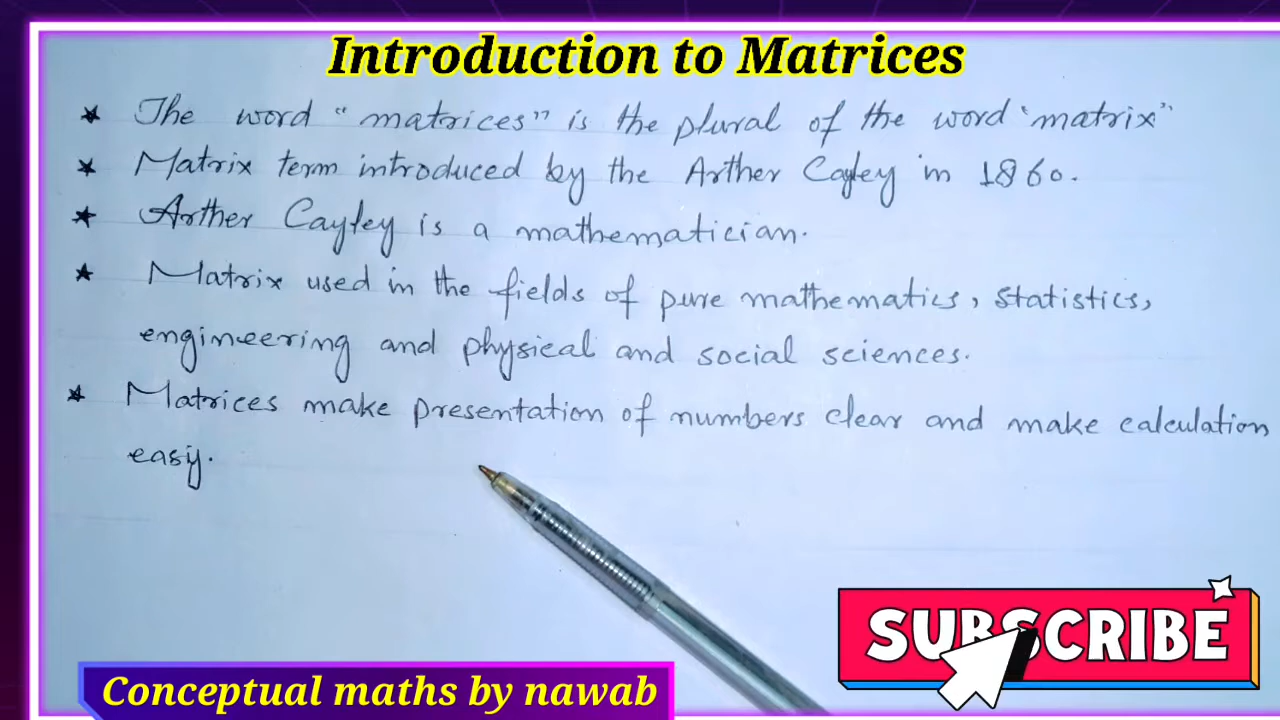 Introduction to Matrices
★ The word "matrices" is the plural of the word "matrix"
★ Matrix term introduced by the Arther Cayley in 1860.
★ Arther Cayley is a mathematician.
★ Matrix used in the fields of pure mathematics, statistics,
engineering and physical and social sciences.
★ Matrices make presentation of numbers clear and make calculation
easy.
SUBSCRIBE
Conceptual maths by nawab